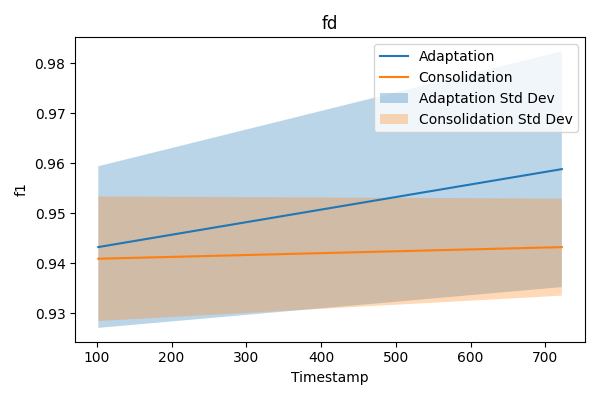 fd
Adaptation
Consolidation
Adaptation Std Dev
Consolidation Std Dev
f1
0.98
0.97
0.96
0.95
0.94
0.93
100 200 300 400 500 600 700
Timestamp